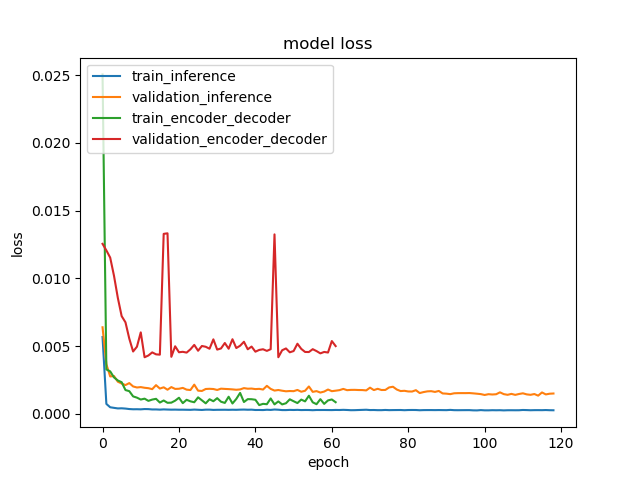 model loss
train_inference
validation_inference
train_encoder_decoder
validation_encoder_decoder
0.025
0.020
0.015
0.010
0.005
0.000
loss
0 20 40 60 80 100 120
epoch